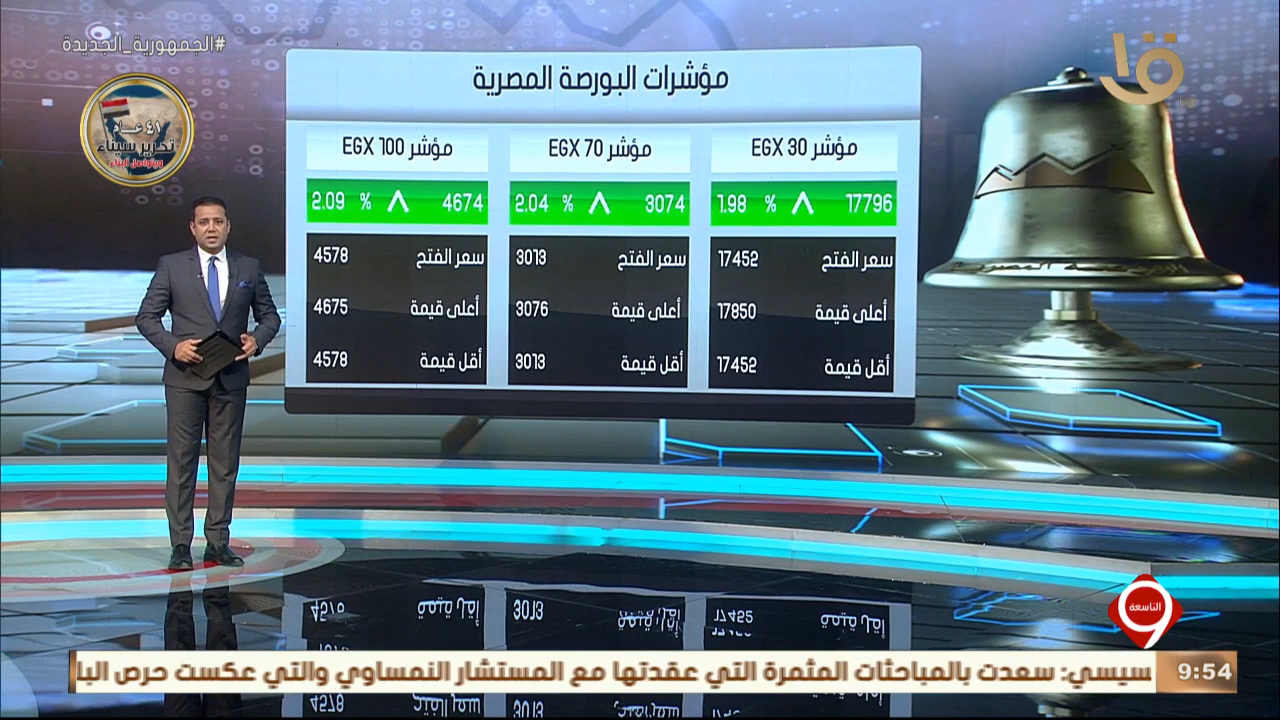 #الجمهورية_الجديدة
٤١ عـــام
تحرير سيناء
مؤشرات البورصة المصرية
مؤشر EGX 30
17796 1.98 %
سعر الفتح 17452
أعلى قيمة 17850
أقل قيمة 17452
مؤشر EGX 70
3074 2.04 %
سعر الفتح 3013
أعلى قيمة 3076
أقل قيمة 3013
مؤشر EGX 100
4674 2.09 %
سعر الفتح 4578
أعلى قيمة 4675
أقل قيمة 4578
التاسعة
9:54
سيسي: سعدت بالمباحثات المثمرة التي عقدتها مع المستشار النمساوي والتي عكست حرص البا